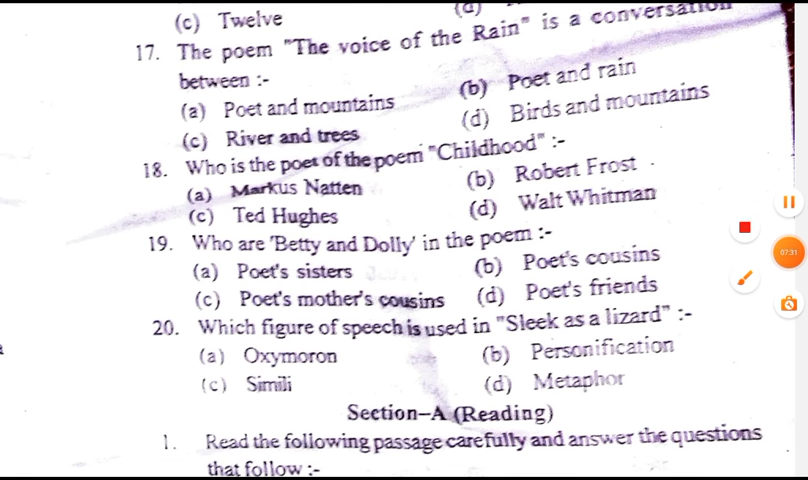 (c) Twelve
(d)
17. The poem "The voice of the Rain" is a conversation
between :-
(a) Poet and mountains
(b) Poet and rain
(c) River and trees
(d) Birds and mountains
18. Who is the poet of the poem "Childhood" :-
(a) Markus Natten
(b) Robert Frost
(c) Ted Hughes
(d) Walt Whitman
19. Who are 'Betty and Dolly' in the poem :-
(a) Poet's sisters
(b) Poet's cousins
(c) Poet's mother's cousins
(d) Poet's friends
20. Which figure of speech is used in "Sleek as a lizard" :-
(a) Oxymoron
(b) Personification
(c) Simili
(d) Metaphor
Section–A (Reading)
1. Read the following passage carefully and answer the questions
that follow :-
07:31